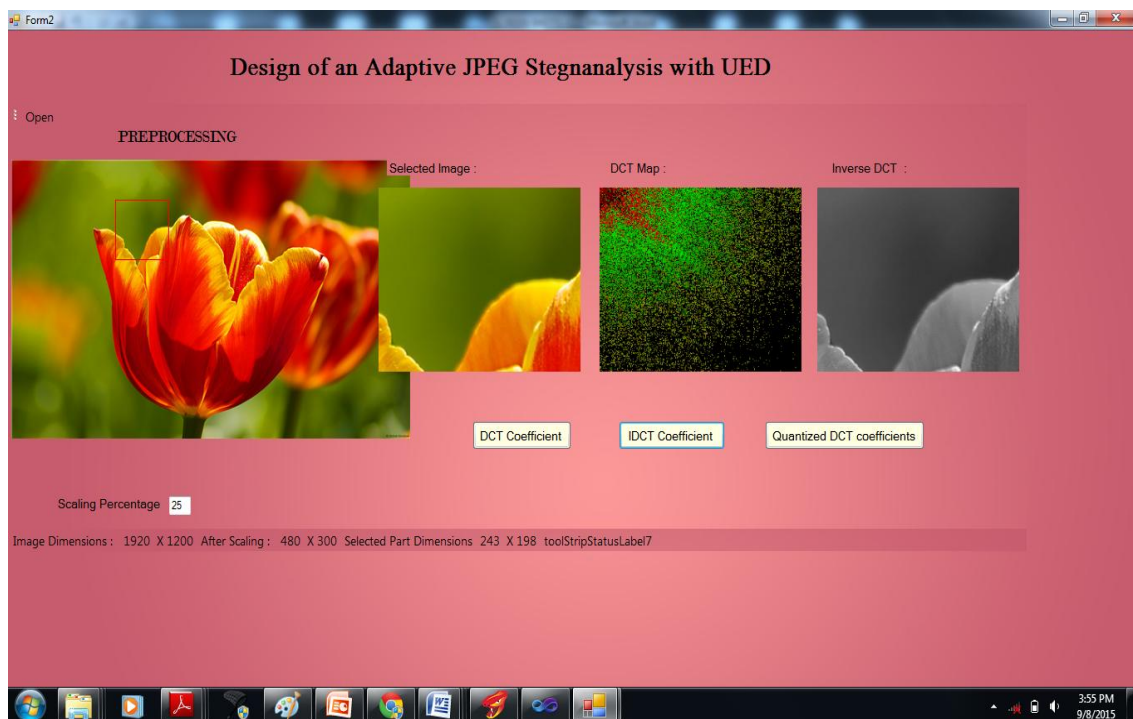 Form2
Design of an Adaptive JPEG Stegnanalysis with UED
Open
PREPROCESSING
Selected Image :
DCT Map :
Inverse DCT :
DCT Coefficient
IDCT Coefficient
Quantized DCT coefficients
Scaling Percentage 25
Image Dimensions : 1920 X 1200 After Scaling : 480 X 300 Selected Part Dimensions 243 X 198 toolStripStatusLabel7
3:55 PM
9/8/2015